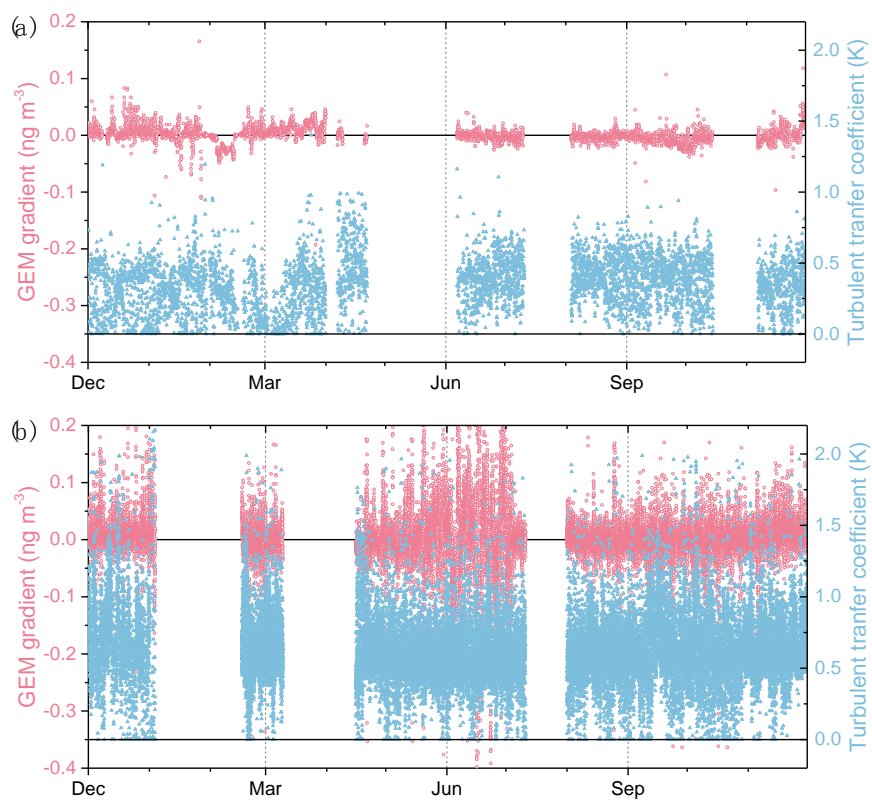 (a)
0.2
0.1
0.0
-0.1
-0.2
-0.3
-0.4
GEM gradient (ng m-3)
2.0
1.5
1.0
0.5
0.0
Turbulent tranfer coefficient (K)
Dec
Mar
Jun
Sep
(b)
0.2
0.1
0.0
-0.1
-0.2
-0.3
-0.4
GEM gradient (ng m-3)
2.0
1.5
1.0
0.5
0.0
Turbulent tranfer coefficient (K)
Dec
Mar
Jun
Sep